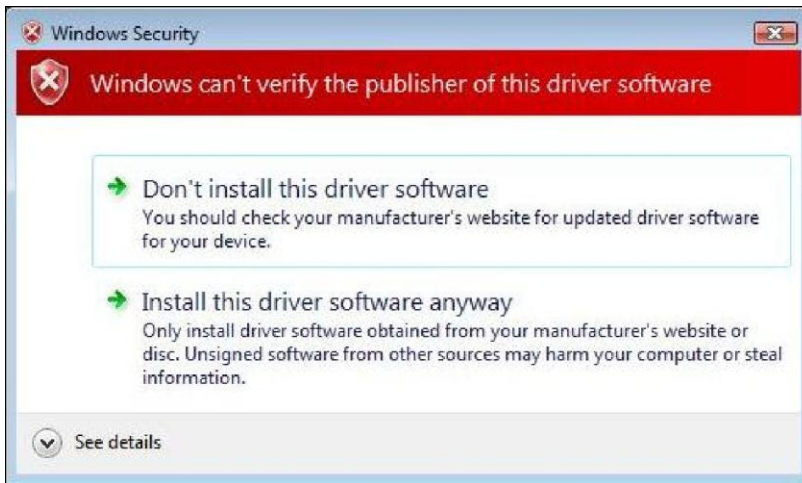 Windows Security
Windows can't verify the publisher of this driver software
Don't install this driver software
You should check your manufacturer's website for updated driver software
for your device.
Install this driver software anyway
Only install driver software obtained from your manufacturer's website or
disc. Unsigned software from other sources may harm your computer or steal
information.
See details